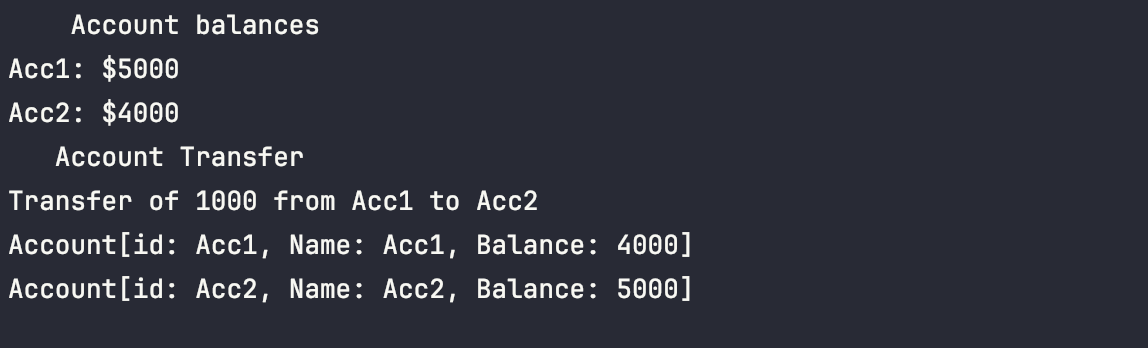 Account balances
Acc1: $5000
Acc2: $4000
Account Transfer
Transfer of 1000 from Acc1 to Acc2
Account[id: Acc1, Name: Acc1, Balance: 4000]
Account[id: Acc2, Name: Acc2, Balance: 5000]